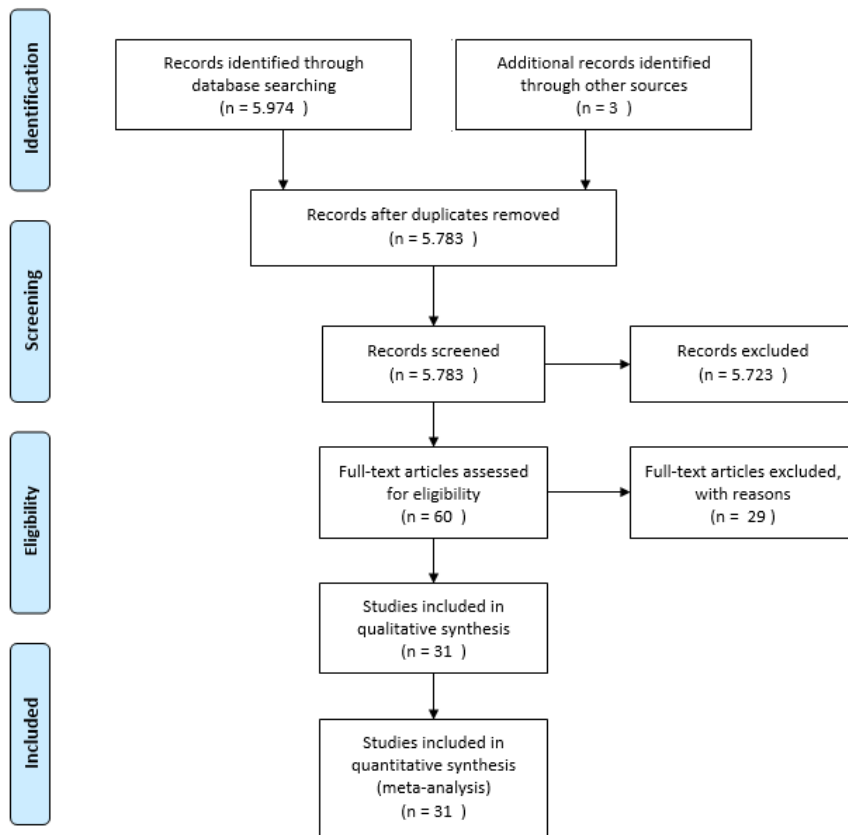 Identification
Records identified through
database searching
(n = 5.974  )
Additional records identified
through other sources
(n = 3  )
Records after duplicates removed
(n = 5.783  )
Screening
Records screened
(n = 5.783  )
Records excluded
(n = 5.723  )
Eligibility
Full-text articles assessed
for eligibility
(n = 60  )
Full-text articles excluded,
with reasons
(n =  29 )
Studies included in
qualitative synthesis
(n = 31  )
Included
Studies included in
quantitative synthesis
(meta-analysis)
(n = 31  )